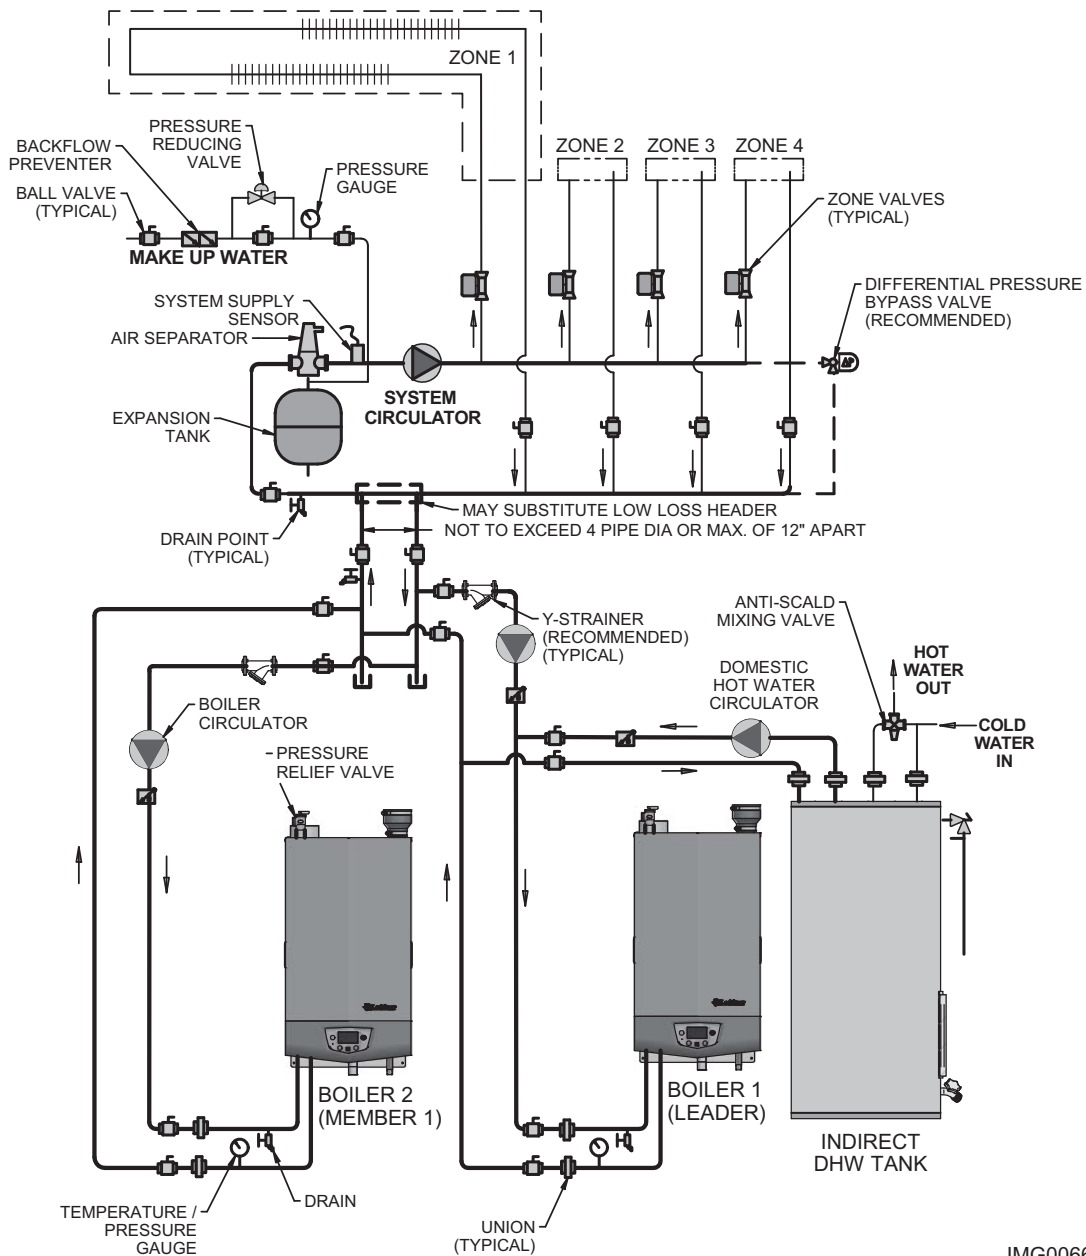 ZONE 1
PRESSURE
REDUCING
VALVE
BACKFLOW
PREVENTER
BALL VALVE
(TYPICAL)
PRESSURE
GAUGE
MAKE UP WATER
ZONE 2
ZONE 3
ZONE 4
ZONE VALVES
(TYPICAL)
SYSTEM SUPPLY
SENSOR
AIR SEPARATOR
DIFFERENTIAL PRESSURE
BYPASS VALVE
(RECOMMENDED)
ΔP
SYSTEM
CIRCULATOR
EXPANSION
TANK
MAY SUBSTITUTE LOW LOSS HEADER
NOT TO EXCEED 4 PIPE DIA OR MAX. OF 12" APART
DRAIN POINT
(TYPICAL)
Y-STRAINER
(RECOMMENDED)
(TYPICAL)
ANTI-SCALD
MIXING VALVE
HOT
WATER
OUT
DOMESTIC
HOT WATER
CIRCULATOR
COLD
WATER
IN
BOILER
CIRCULATOR
PRESSURE
RELIEF VALVE
BOILER 2
(MEMBER 1)
BOILER 1
(LEADER)
INDIRECT
DHW TANK
DRAIN
TEMPERATURE /
PRESSURE
GAUGE
UNION
(TYPICAL)